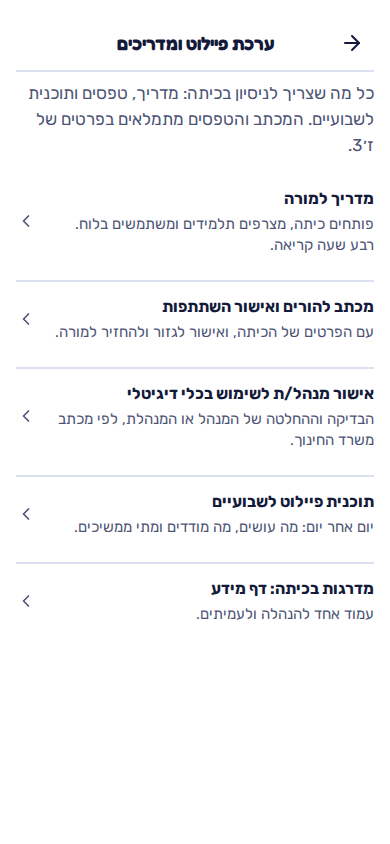 ערכת פיילוט ומדריכים
כל מה שצריך לניסיון בכיתה: מדריך, טפסים ותוכנית
לשבועיים. המכתב והטפסים מתמלאים בפרטים של
ז׳3.
מדריך למורה
פותחים כיתה, מצרפים תלמידים ומשתמשים בלוח.
רבע שעה קריאה.
מכתב להורים ואישור השתתפות
עם הפרטים של הכיתה, ואישור לגזור ולהחזיר למורה.
אישור מנהל/ת לשימוש בכלי דיגיטלי
הבדיקה וההחלטה של המנהל או המנהלת, לפי מכתב
משרד החינוך.
תוכנית פיילוט לשבועיים
יום אחר יום: מה עושים, מה מודדים ומתי ממשיכים.
מדרגות בכיתה: דף מידע
עמוד אחד להנהלה ולעמיתים.